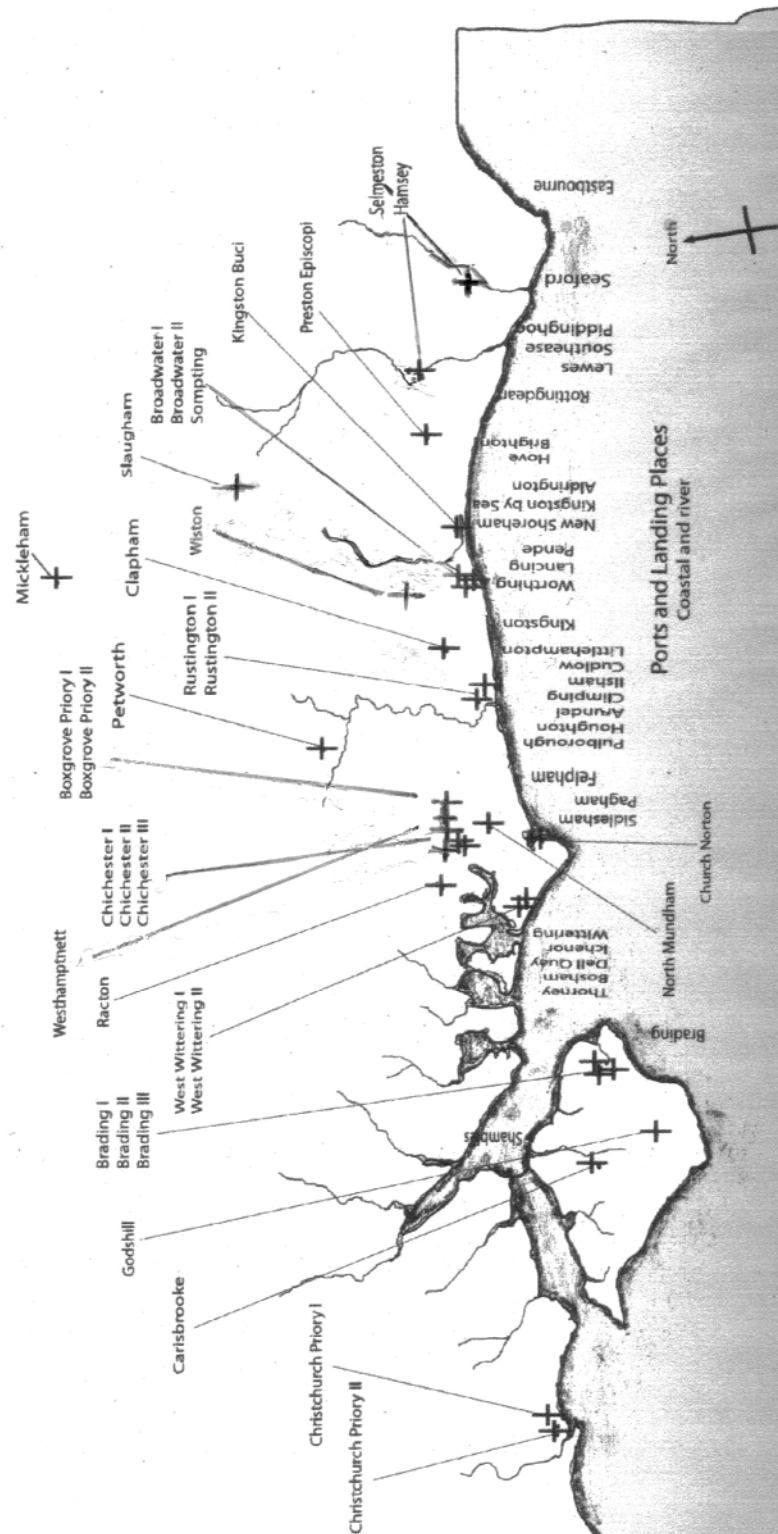 Mickleham
Slaugham
Broadwater I
Broadwater II
Sompting
Kingston Buci
Preston Episcopi
Selmeston
Hamsey
Clapham
Wiston
Rustington I
Rustington II
Petworth
Boxgrove Priory I
Boxgrove Priory II
Chichester I
Chichester II
Chichester III
Westhamptnett
Racton
West Wittering I
West Wittering II
Brading I
Brading II
Brading III
Godshill
Carisbrooke
Christchurch Priory I
Christchurch Priory II
Shambles
Brading
Thorney
Bosham
Dell Quay
Ichenor
Wittering
North Mundham
Church Norton
Sidlesham
Pagham
Felpham
Pulborough
Houghton
Arundel
Climping
Ilsham
Cudlow
Littlehampton
Kingston
Worthing
Lancing
Pende
New Shoreham
Kingston by Sea
Aldrington
Hove
Brighton
Rottingdean
Lewes
Southease
Piddinghoe
Seaford
Eastbourne
North
Ports and Landing Places
Coastal and river